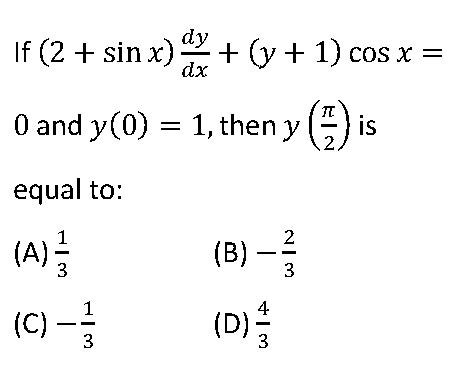 If (2 + sin x) dy/dx + (y + 1) cos x =
0 and y(0) = 1, then y (π/2) is
equal to:
(A) 1/3 (B) − 2/3
(C) − 1/3 (D) 4/3